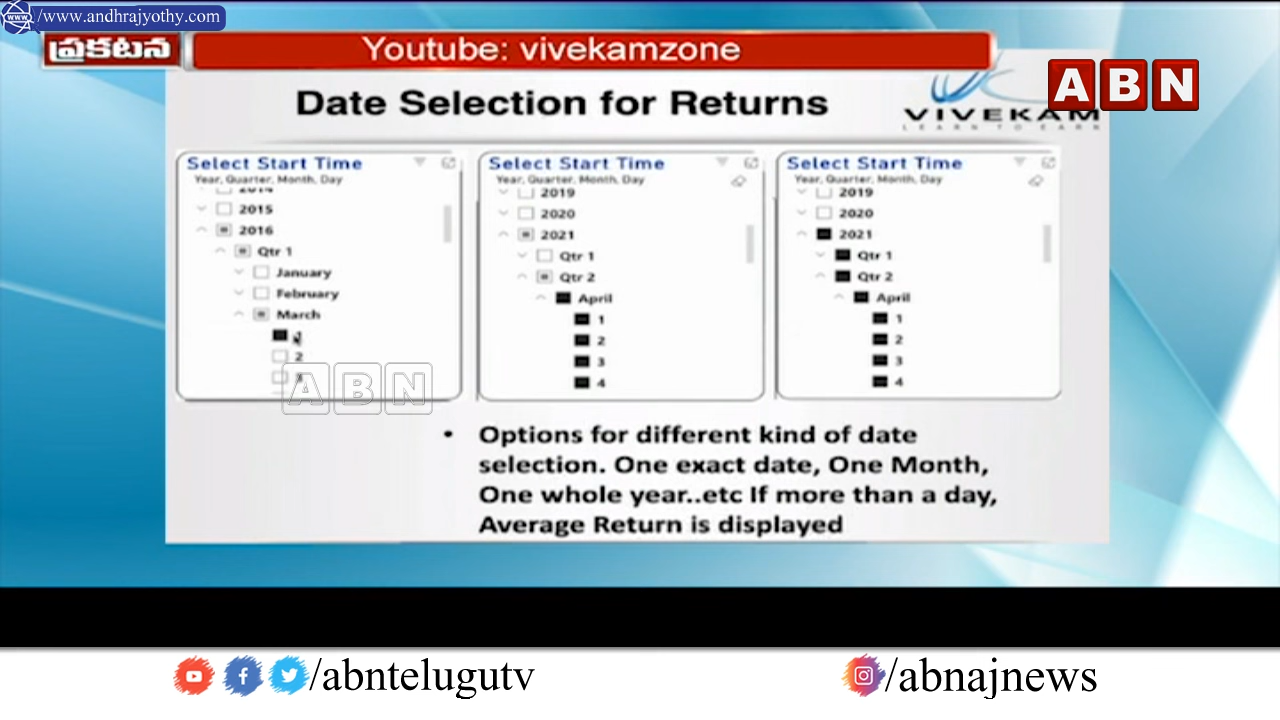 www./www.andhrajyothy.com
ప్రకటన
Youtube: vivekamzone
ABN
Date Selection for Returns
VIVEKAM
LEARN TO EARN
Select Start Time
Year, Quarter, Month, Day
2014
2015
2016
Qtr 1
January
February
March
1
2
3
Select Start Time
Year, Quarter, Month, Day
2019
2020
2021
Qtr 1
Qtr 2
April
1
2
3
4
Select Start Time
Year, Quarter, Month, Day
2019
2020
2021
Qtr 1
Qtr 2
April
1
2
3
4
ABN
• Options for different kind of date
selection. One exact date, One Month,
One whole year..etc If more than a day,
Average Return is displayed
/abntelugutv
/abnajnews